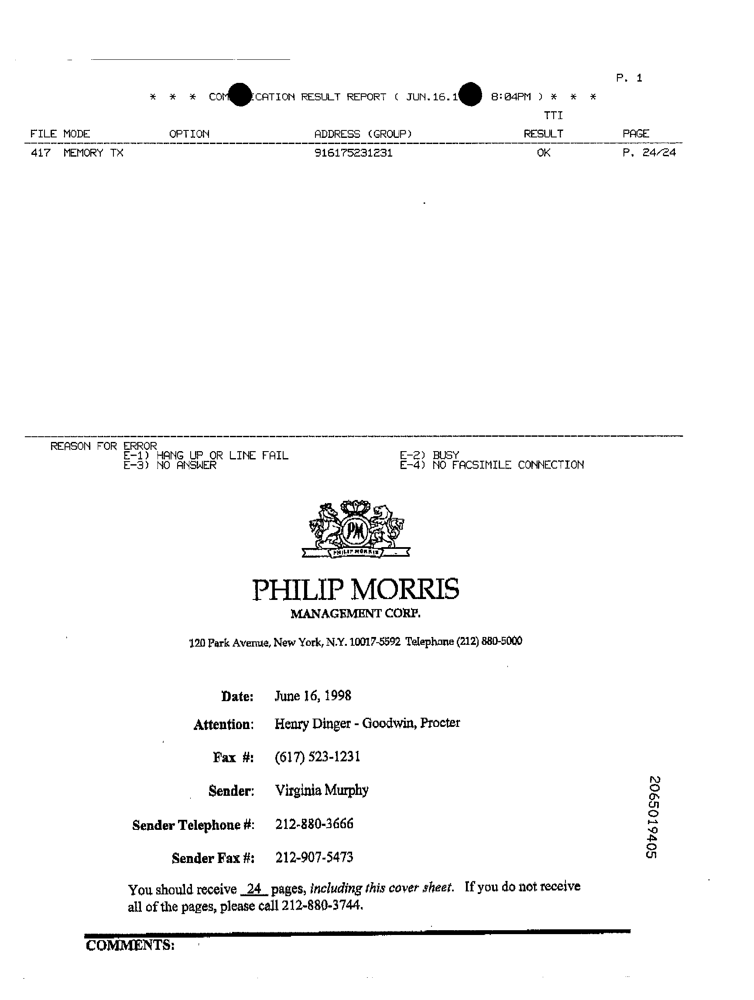 P. 1
* * * COM ICATION RESULT REPORT ( JUN.16.1 8:04PM ) * * *
TTI
FILE MODE OPTION ADDRESS (GROUP) RESULT PAGE
417 MEMORY TX 916175231231 OK P. 24/24
REASON FOR ERROR
E-1) HANG UP OR LINE FAIL E-2) BUSY
E-3) NO ANSWER E-4) NO FACSIMILE CONNECTION
PM
PHILIP MORRIS
PHILIP MORRIS
MANAGEMENT CORP.
120 Park Avenue, New York, N.Y. 10017-5592 Telephone (212) 880-5000
Date: June 16, 1998
Attention: Henry Dinger - Goodwin, Procter
Fax #: (617) 523-1231
Sender: Virginia Murphy
Sender Telephone #: 212-880-3666
Sender Fax #: 212-907-5473
You should receive 24 pages, including this cover sheet. If you do not receive
all of the pages, please call 212-880-3744.
COMMENTS:
2065019405